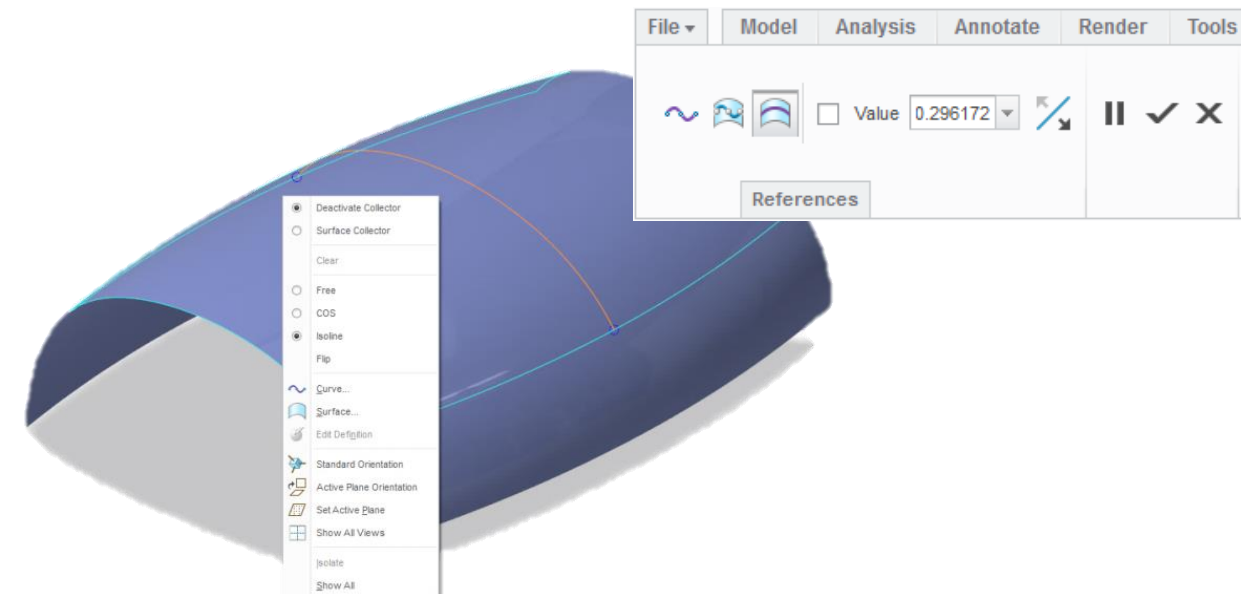 File Model Analysis Annotate Render Tools
Value 0.296172
References
Deactivate Collector
Surface Collector
Clear
Free
COS
Isoline
Flip
Curve...
Surface...
Edit Definition
Standard Orientation
Active Plane Orientation
Set Active Plane
Show All Views
Isolate
Show All